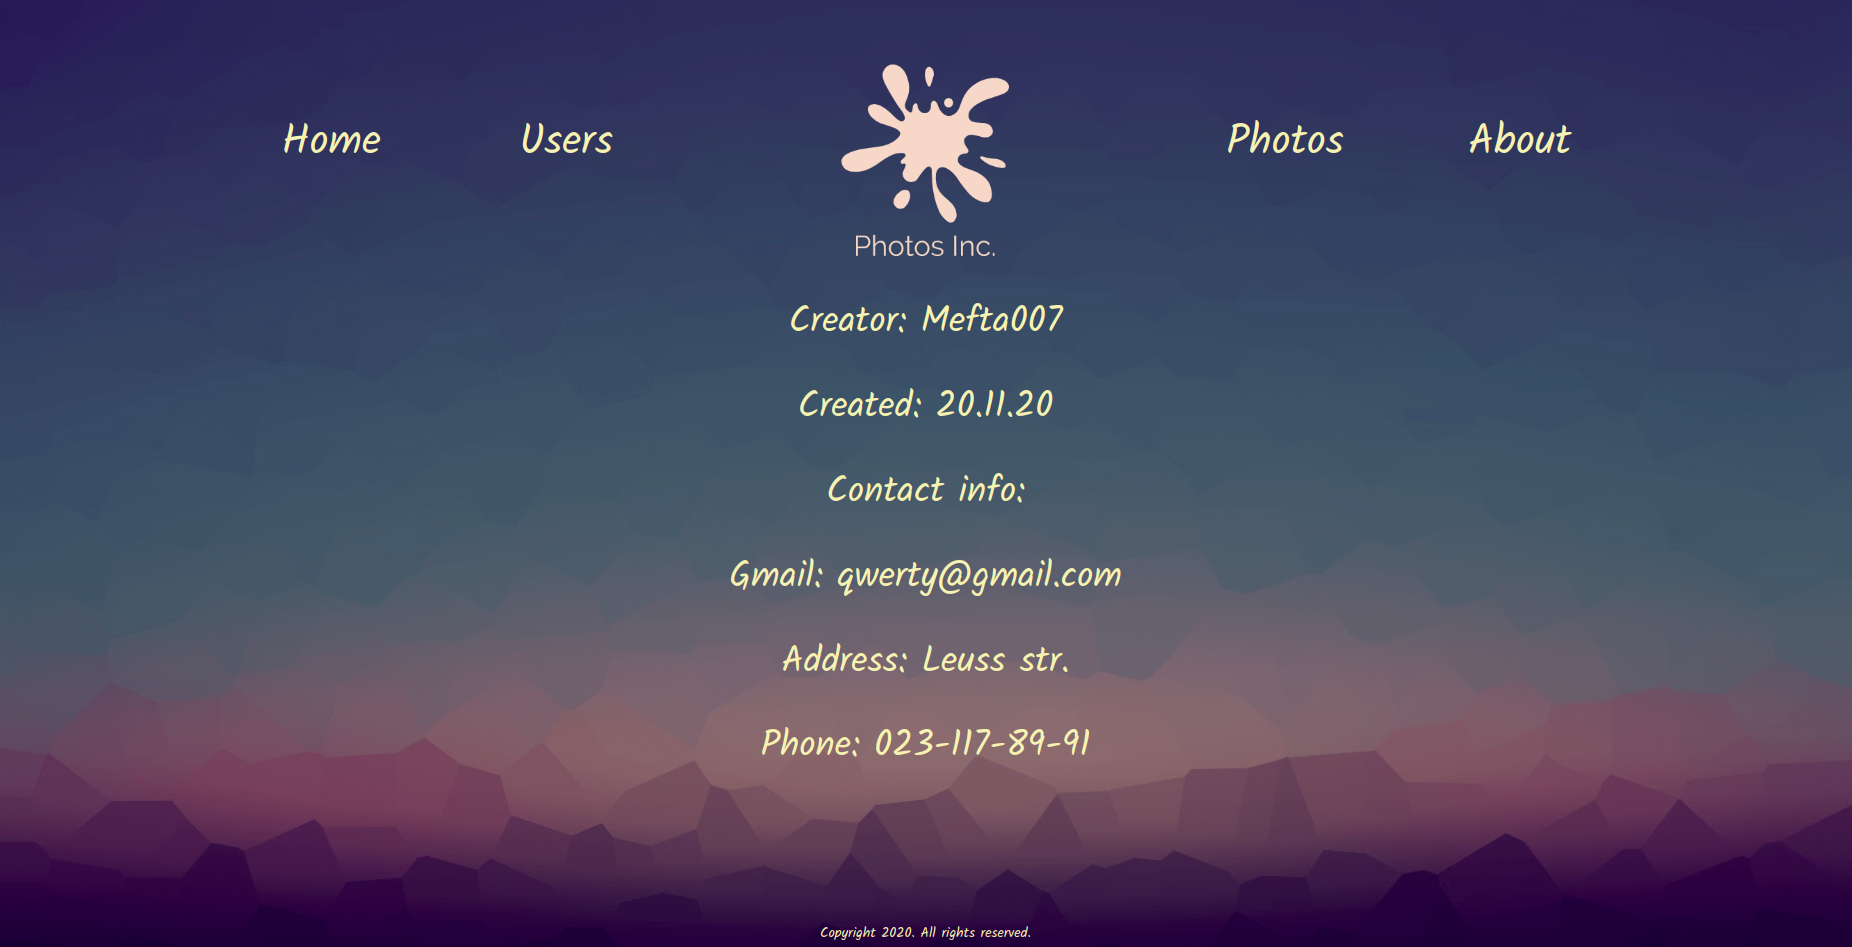 Home Users Photos About
Photos Inc.
Creator: Mefta007
Created: 20.11.20
Contact info:
Gmail: qwerty@gmail.com
Address: Leuss str.
Phone: 023-117-89-91
Copyright 2020. All rights reserved.